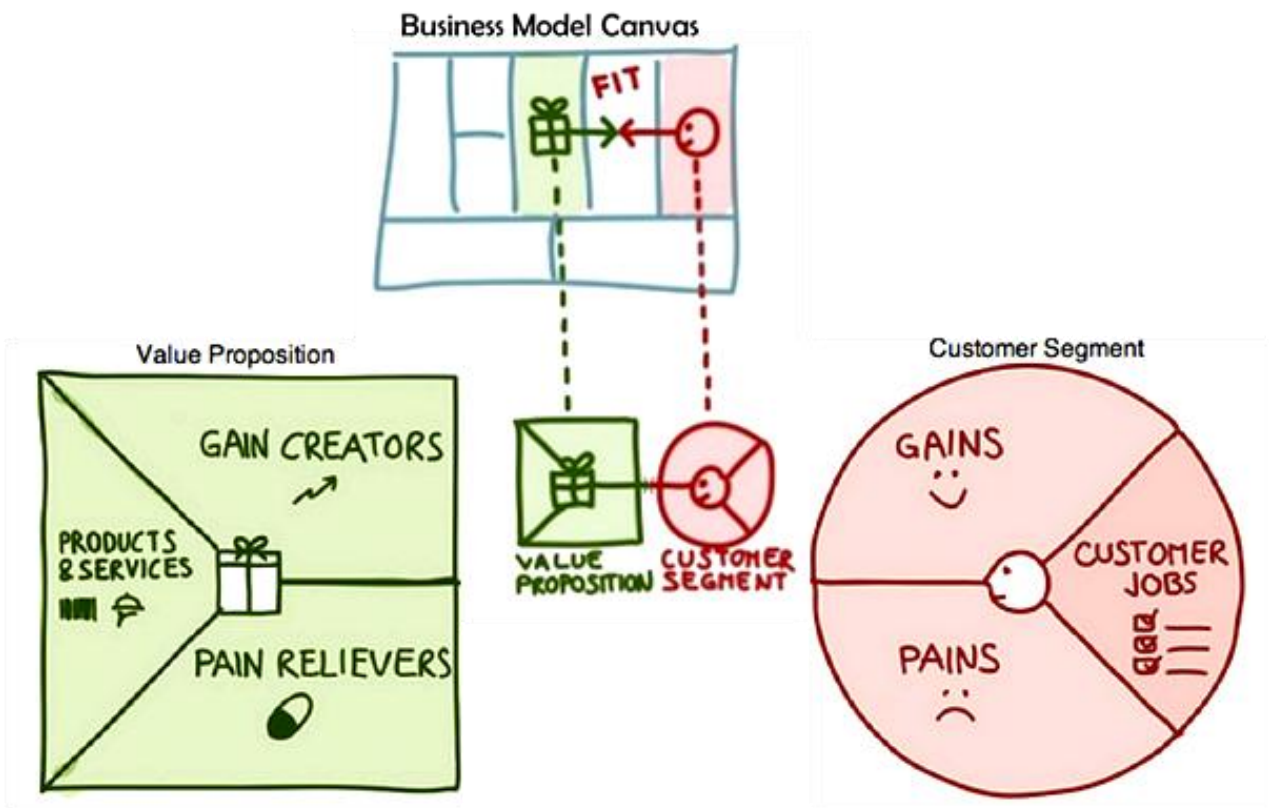 Business Model Canvas
FIT
Value Proposition
GAIN CREATORS
PRODUCTS
& SERVICES
PAIN RELIEVERS
VALUE
PROPOSITION
CUSTOMER
SEGMENT
Customer Segment
GAINS
CUSTOMER
JOBS
PAINS